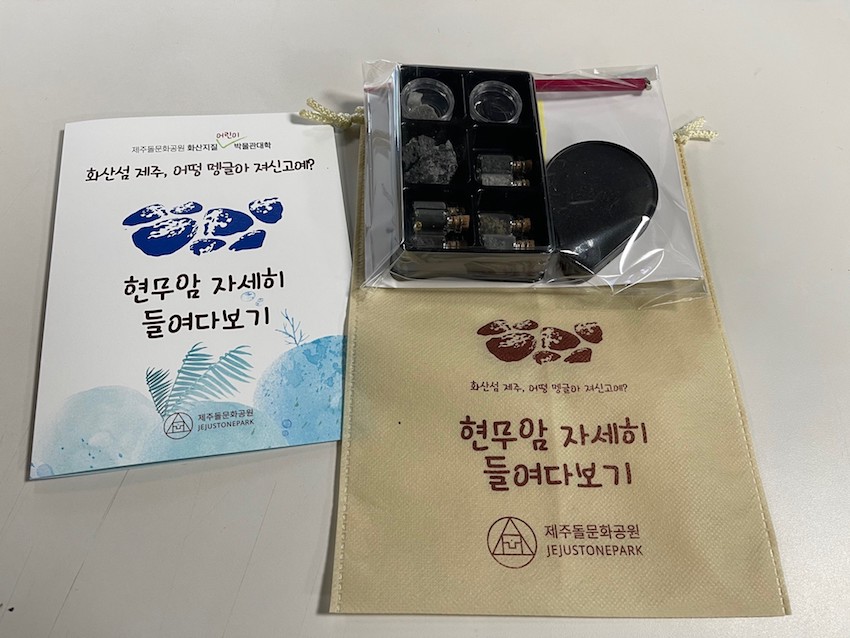 제주돌문화공원 화산지질 어린이 박물관대학
화산섬 제주, 어떵 멩글아 져신고예?
현무암 자세히
들여다보기
제주돌문화공원
JEJUSTONEPARK
화산섬 제주, 어떵 멩글아 져신고예?
현무암 자세히
들여다보기
제주돌문화공원
JEJUSTONEPARK